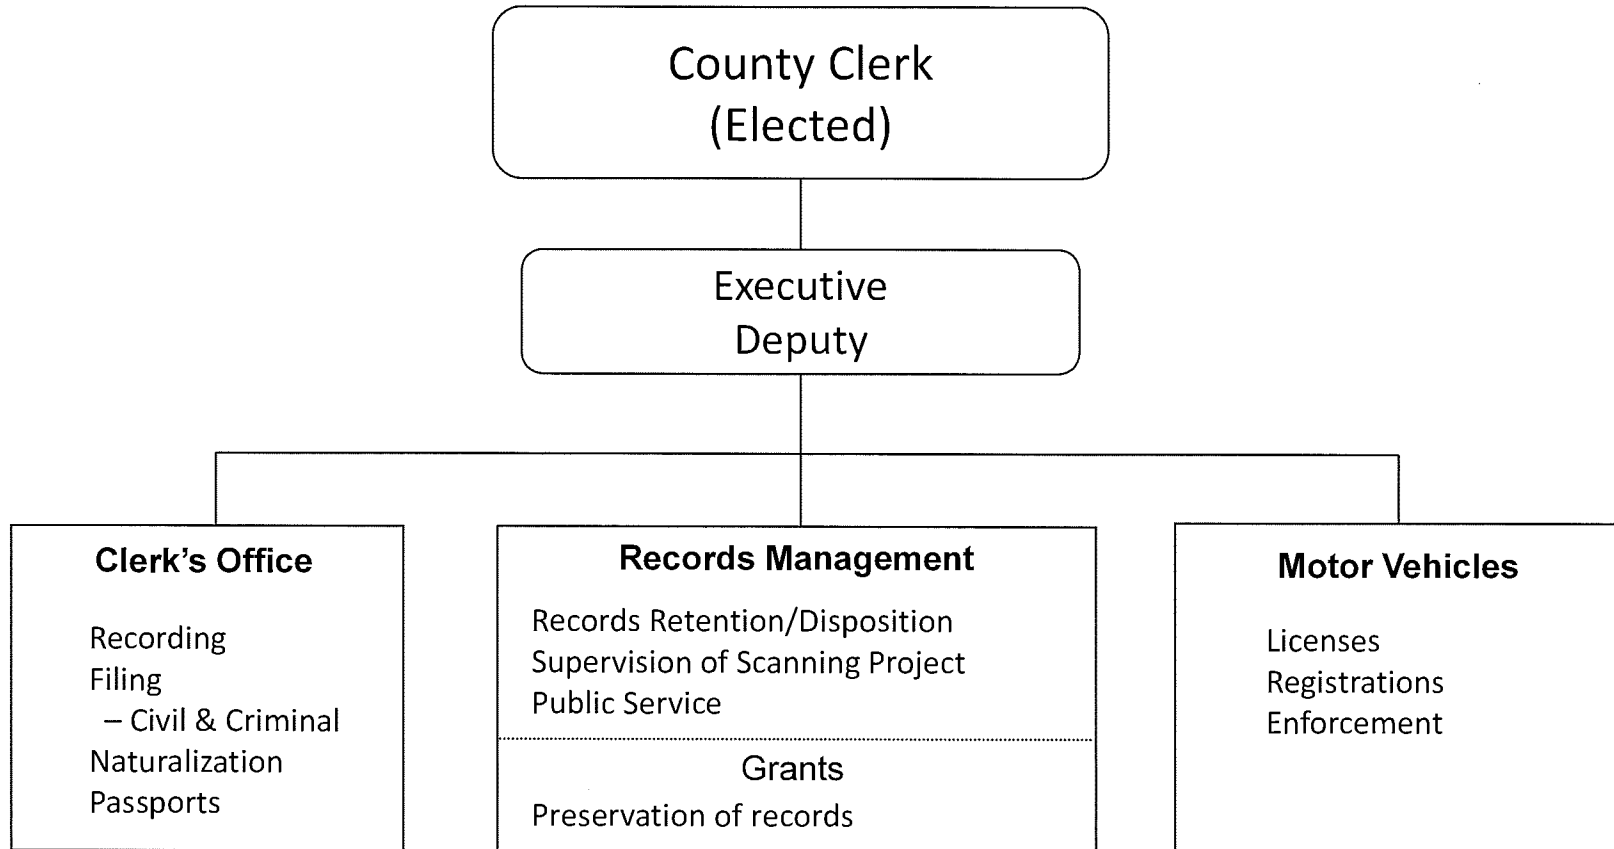 County Clerk
(Elected)
Executive
Deputy
Clerk's Office
Recording
Filing
– Civil & Criminal
Naturalization
Passports
Records Management
Records Retention/Disposition
Supervision of Scanning Project
Public Service
Grants
Preservation of records
Motor Vehicles
Licenses
Registrations
Enforcement